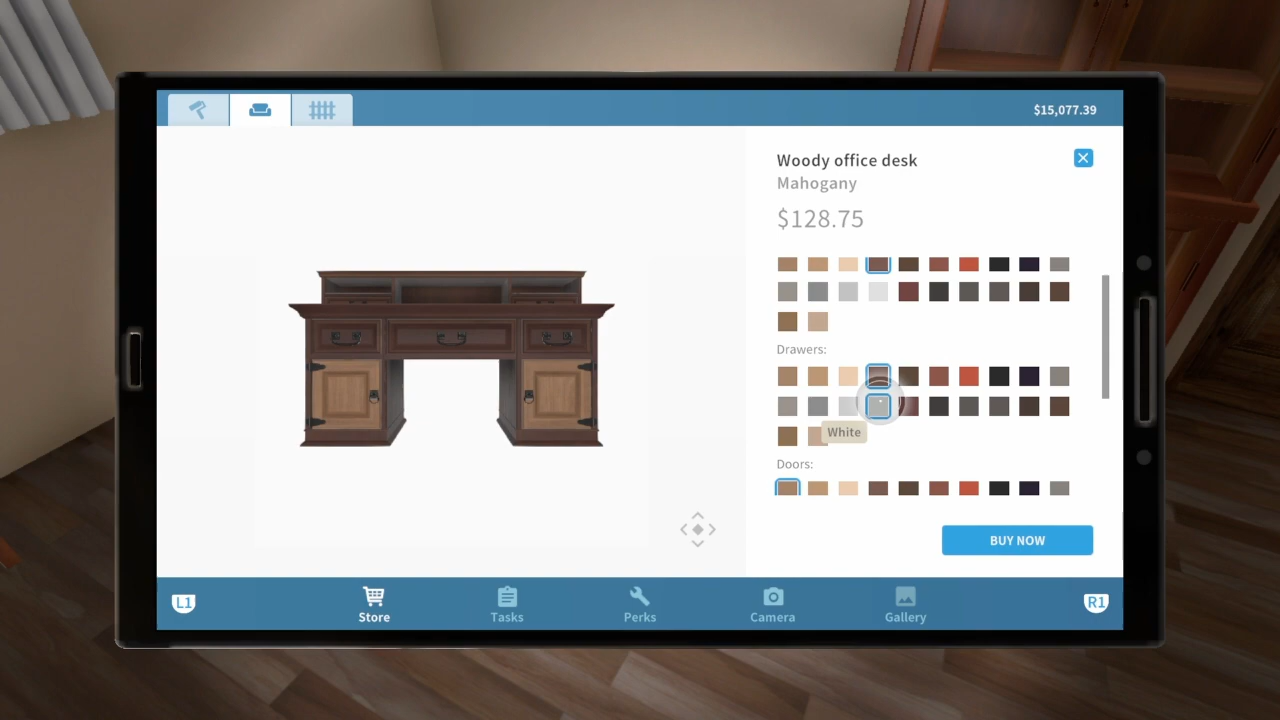 $15,077.39
Woody office desk
Mahogany
$128.75
Drawers:
White
Doors:
BUY NOW
L1
Store
Tasks
Perks
Camera
Gallery
R1